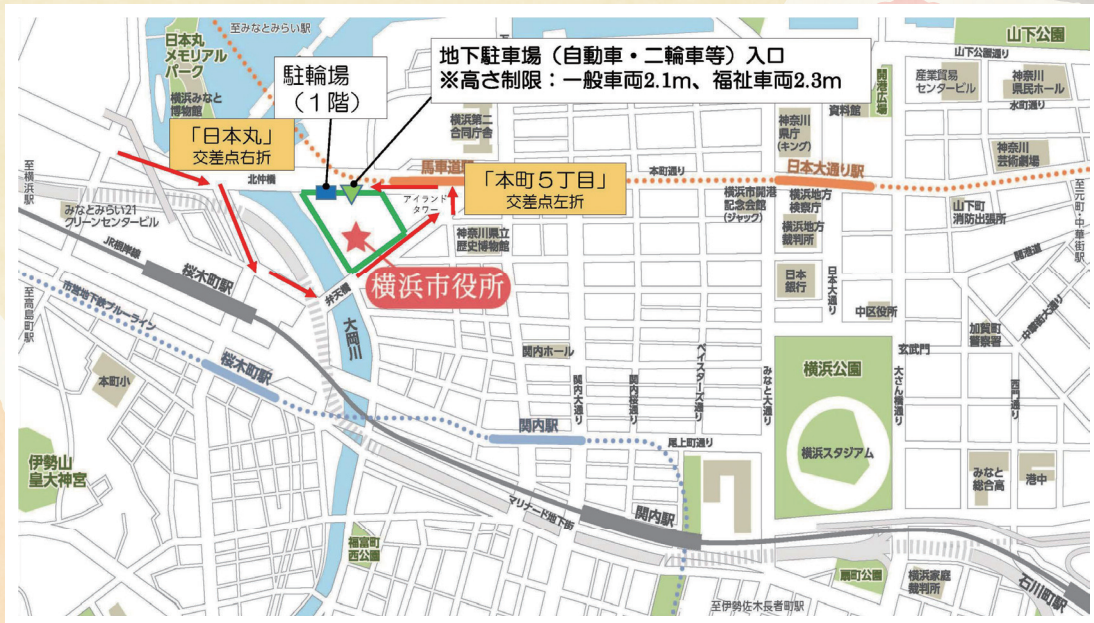 至みなとみらい駅
日本丸
メモリアル
パーク
横浜みなと
博物館
駐輪場
（1階）
地下駐車場（自動車・二輪車等）入口
※高さ制限：一般車両2.1m、福祉車両2.3m
「日本丸」
交差点右折
北仲橋
至横浜駅
みなとみらい21
クリーンセンタービル
JR根岸線
桜木町駅
市営地下鉄ブルーライン
至高島町駅
桜木町駅
本町小
伊勢山
皇大神宮
横浜第二
合同庁舎
馬車道駅
「本町５丁目」
交差点左折
アイランド
タワー
神奈川県立
歴史博物館
横浜市役所
弁天橋
大岡川
本町通り
日本大通り駅
横浜市開港
記念会館
(ジャック)
神奈川
県庁
(キング)
資料館
開港広場
横浜地方
検察庁
横浜地方
裁判所
日本
銀行
日本大通り
中区役所
山下公園
山下公園通り
産業貿易
センタービル
神奈川
県民ホール
水町通り
神奈川
芸術劇場
山下町
消防出張所
至元町・中華街駅
開港道
中華街大通り
加賀町
警察署
玄武門
西門通り
大さん橋通り
横浜公園
横浜スタジアム
みなと
総合高
港中
関内ホール
関内大通り
関内桜通り
ベイスターズ通り
みなと大通り
尾上町通り
関内駅
マリナード地下街
関内駅
福富町
西公園
扇町公園
横浜家庭
裁判所
石川町駅
至伊勢佐木長者町駅